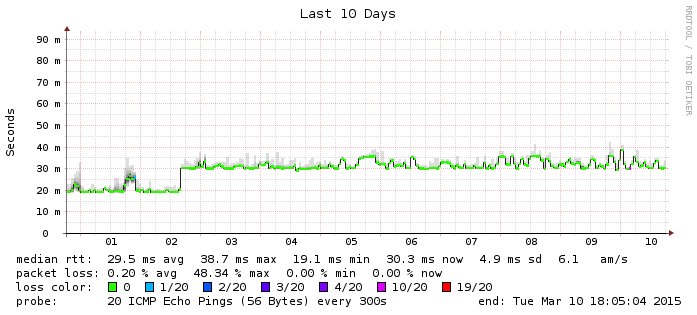 Last 10 Days
RRDTOOL / TOBI OETIKER
Seconds
90 m
80 m
70 m
60 m
50 m
40 m
30 m
20 m
10 m
0
01 02 03 04 05 06 07 08 09 10
median rtt: 29.5 ms avg 38.7 ms max 19.1 ms min 30.3 ms now 4.9 ms sd 6.1 am/s
packet loss: 0.20 % avg 48.34 % max 0.00 % min 0.00 % now
loss color: 0 1/20 2/20 3/20 4/20 10/20 19/20
probe: 20 ICMP Echo Pings (56 Bytes) every 300s end: Tue Mar 10 18:05:04 2015